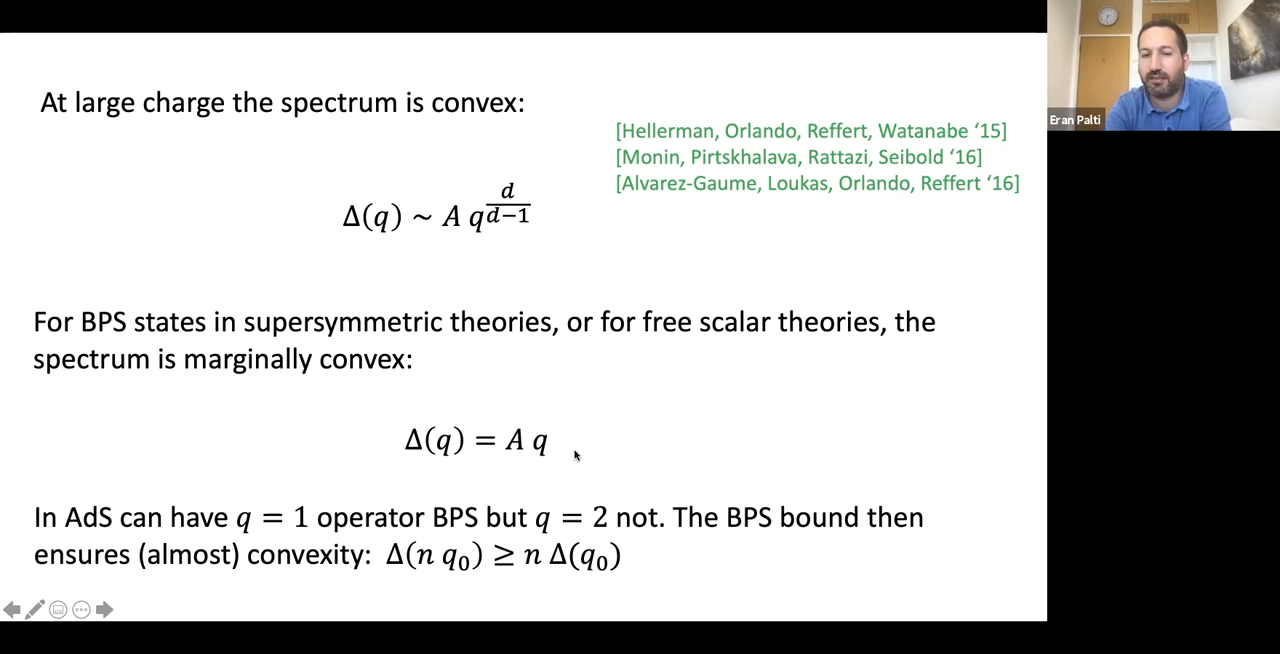 At large charge the spectrum is convex:
[Hellerman, Orlando, Reffert, Watanabe ‘15]
[Monin, Pirtskhalava, Rattazi, Seibold ‘16]
[Alvarez-Gaume, Loukas, Orlando, Reffert ‘16]
Δ(q) ~ A q^{d/(d−1)}
For BPS states in supersymmetric theories, or for free scalar theories, the
spectrum is marginally convex:
Δ(q) = A q
In AdS can have q = 1 operator BPS but q = 2 not. The BPS bound then
ensures (almost) convexity: Δ(n q₀) ≥ n Δ(q₀)
Eran Palti